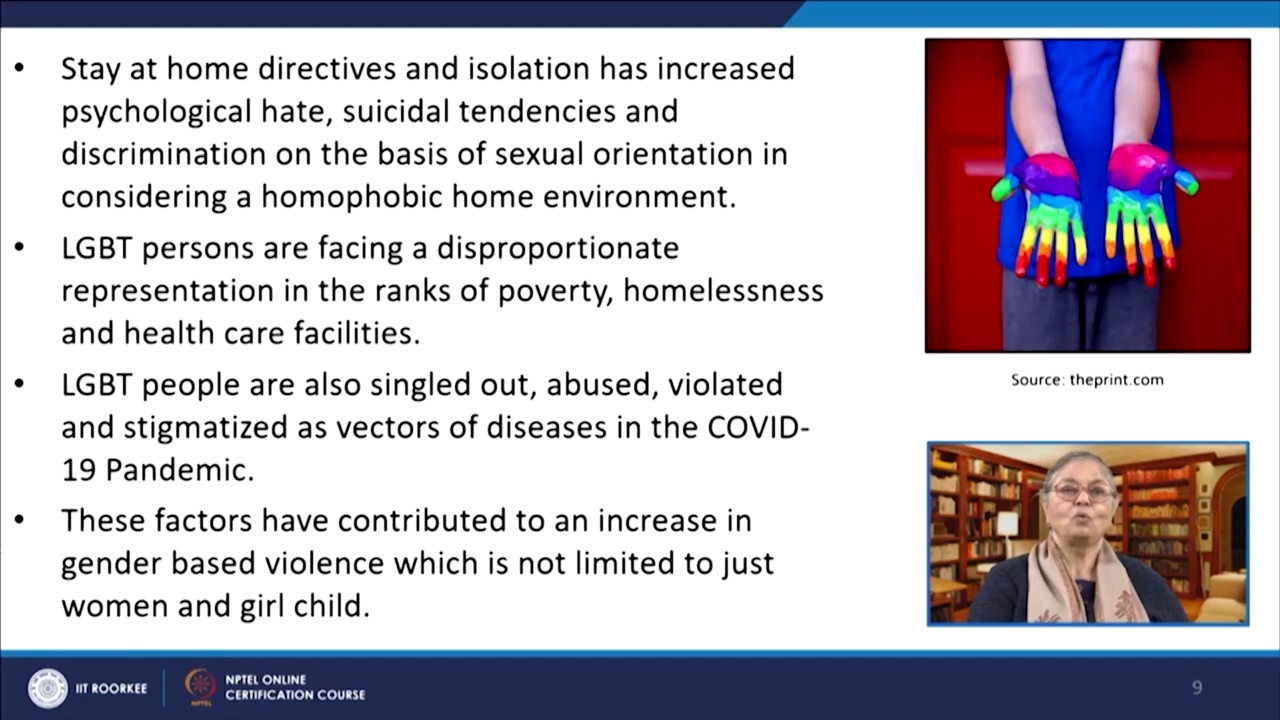 • Stay at home directives and isolation has increased
psychological hate, suicidal tendencies and
discrimination on the basis of sexual orientation in
considering a homophobic home environment.
• LGBT persons are facing a disproportionate
representation in the ranks of poverty, homelessness
and health care facilities.
• LGBT people are also singled out, abused, violated
and stigmatized as vectors of diseases in the COVID-
19 Pandemic.
• These factors have contributed to an increase in
gender based violence which is not limited to just
women and girl child.
Source: theprint.com
IIT ROORKEE
NPTEL
NPTEL ONLINE
CERTIFICATION COURSE
9